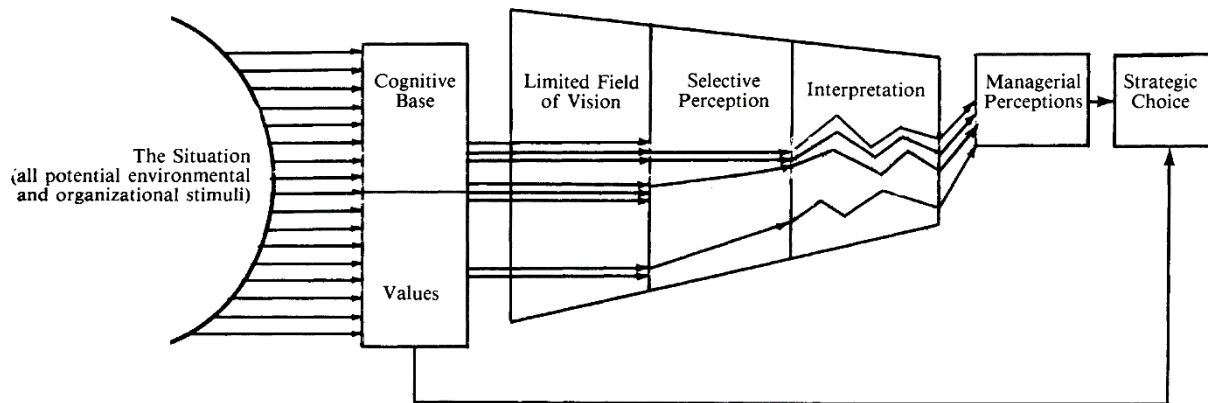 The Situation
(all potential environmental
and organizational stimuli)
Cognitive
Base
Values
Limited Field
of Vision
Selective
Perception
Interpretation
Managerial
Perceptions
Strategic
Choice